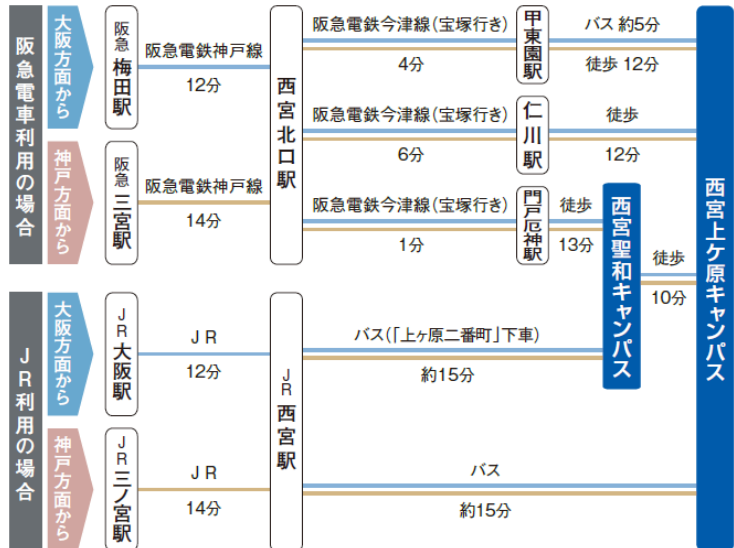 阪急電車利用の場合
大阪方面から
阪急 梅田駅
阪急電鉄神戸線
12分
神戸方面から
阪急 三宮駅
阪急電鉄神戸線
14分
西宮北口駅
阪急電鉄今津線(宝塚行き)
4分
甲東園駅
バス 約5分
徒歩 12分
阪急電鉄今津線(宝塚行き)
6分
仁川駅
徒歩
12分
阪急電鉄今津線(宝塚行き)
1分
門戸厄神駅
徒歩
13分
西宮聖和キャンパス
徒歩
10分
西宮上ケ原キャンパス
JR利用の場合
大阪方面から
JR 大阪駅
JR
12分
神戸方面から
JR 三ノ宮駅
JR
14分
JR 西宮駅
バス(「上ヶ原二番町」下車)
約15分
バス
約15分